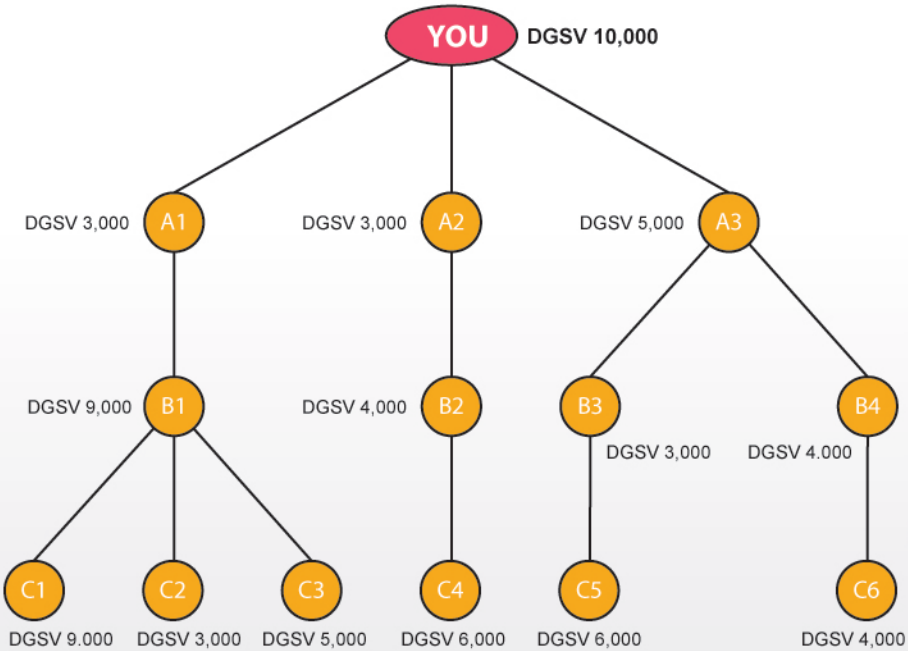 YOU DGSV 10,000
DGSV 3,000 A1 DGSV 3,000 A2 DGSV 5,000 A3
DGSV 9,000 B1 DGSV 4,000 B2 B3 B4
DGSV 3,000 DGSV 4.000
C1 C2 C3 C4 C5 C6
DGSV 9.000 DGSV 3,000 DGSV 5,000 DGSV 6,000 DGSV 6,000 DGSV 4,000